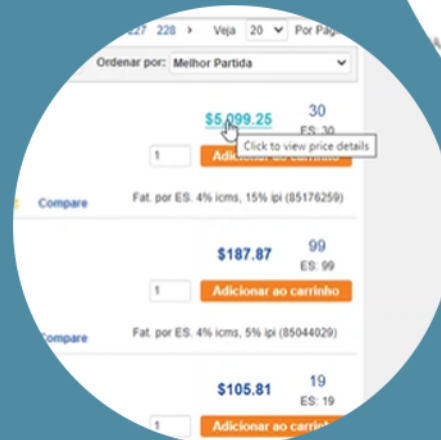 227 228 > Veja 20 Por Pág
Ordenar por: Melhor Partida
$5,099.25 30
ES: 30
Click to view price details
1 Adicionar ao carrinho
Compare Fat. por ES. 4% icms, 15% ipi (85176259)
$187.87 99
ES: 99
1 Adicionar ao carrinho
Compare Fat. por ES. 4% icms, 5% ipi (85044029)
$105.81 19
ES: 19
1 Adicionar ao carrinho